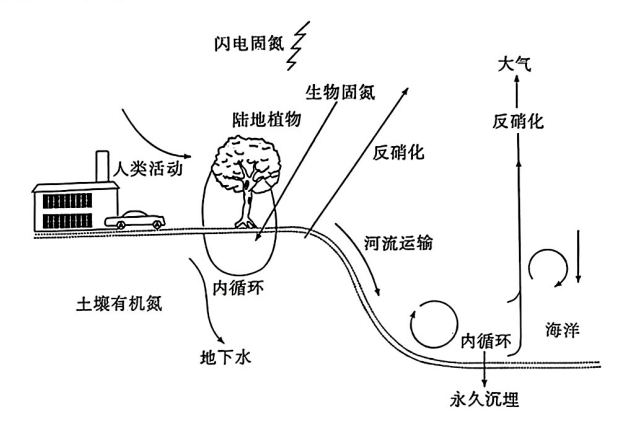 闪电固氮
大气
生物固氮
陆地植物
反硝化
反硝化
人类活动
河流运输
内循环
土壤有机氮
海洋
内循环
地下水
永久沉埋